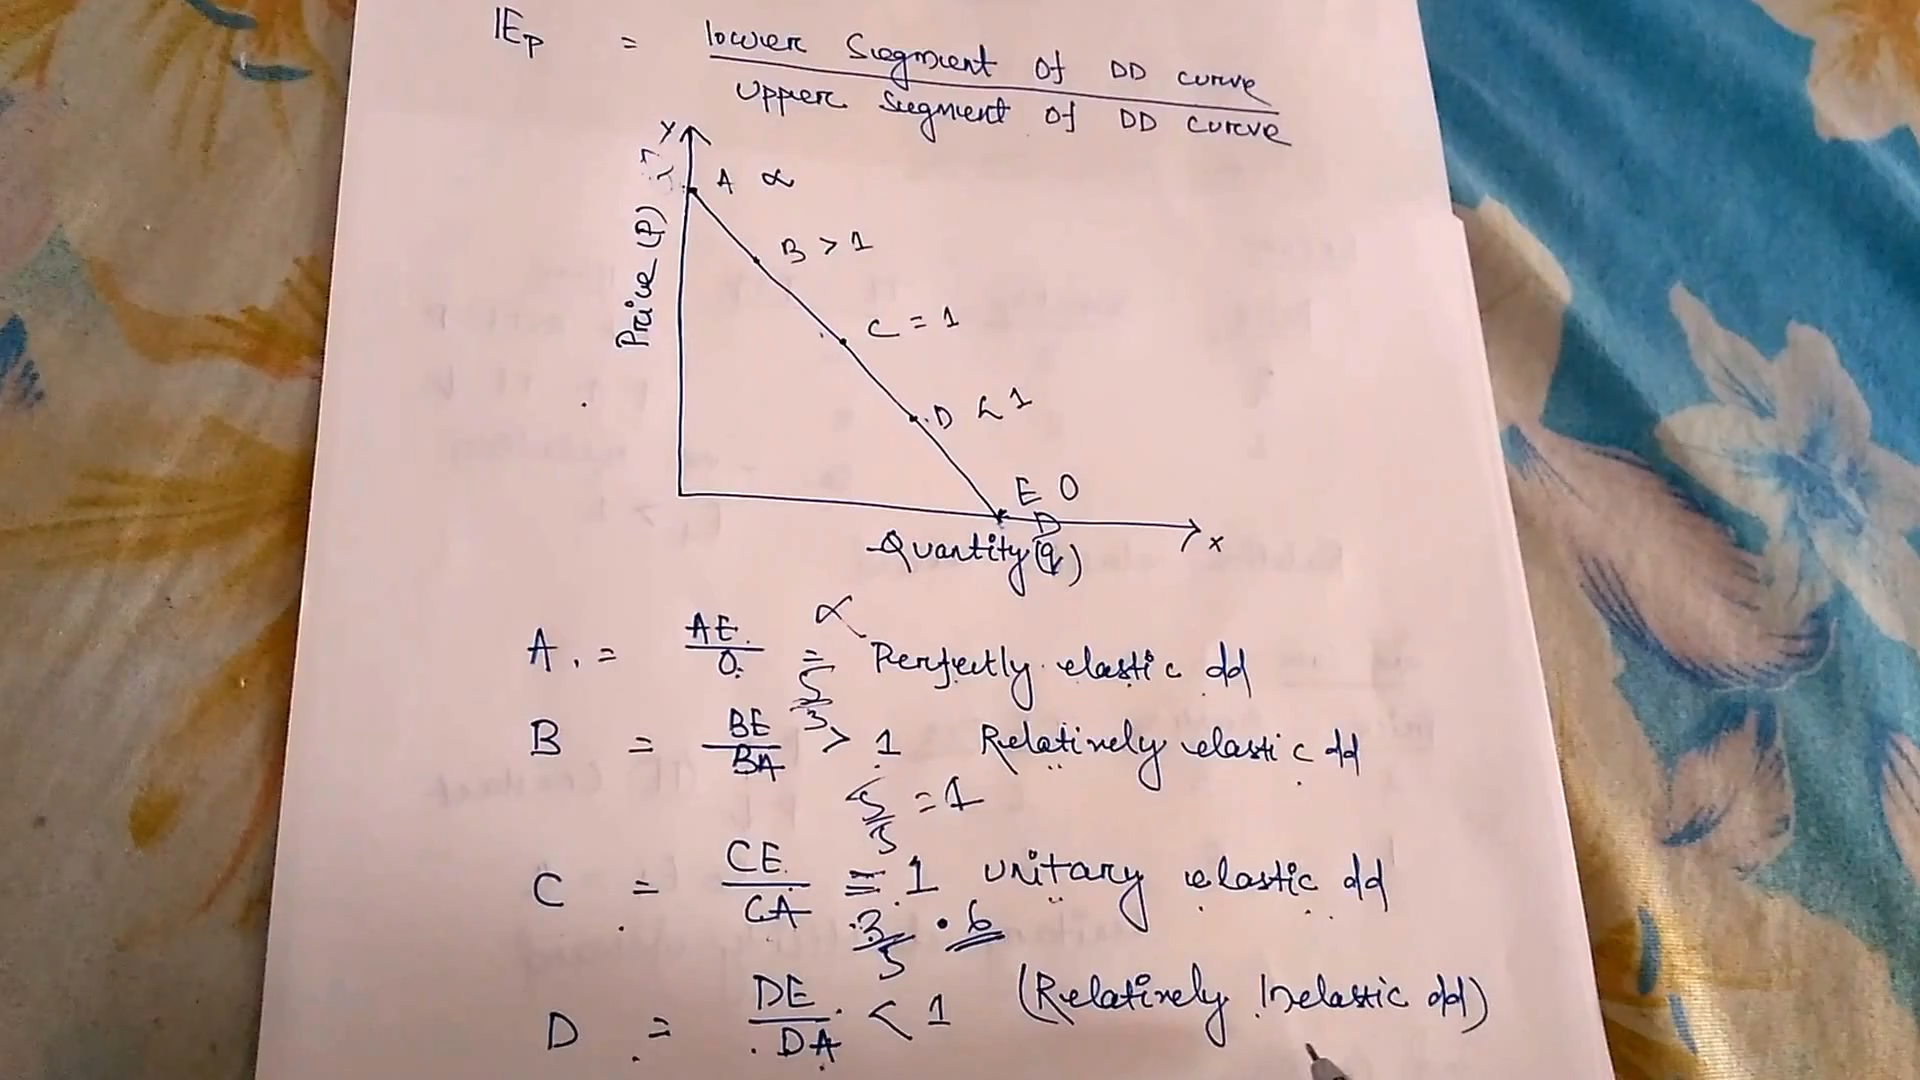 IEp = lower Segment of DD curve
Upper Segment of DD curve
Y
A ∝
B > 1
C = 1
D < 1
E 0
D
Price (P)
x
Quantity (q)
∝
A. = AE / 0 = Perfectly elastic dd
5/3
B = BE / BA > 1 Relatively elastic dd
5/5 = 1
C = CE / CA = 1 unitary elastic dd
3/5 .6
D = DE / DA < 1 (Relatively Inelastic dd)